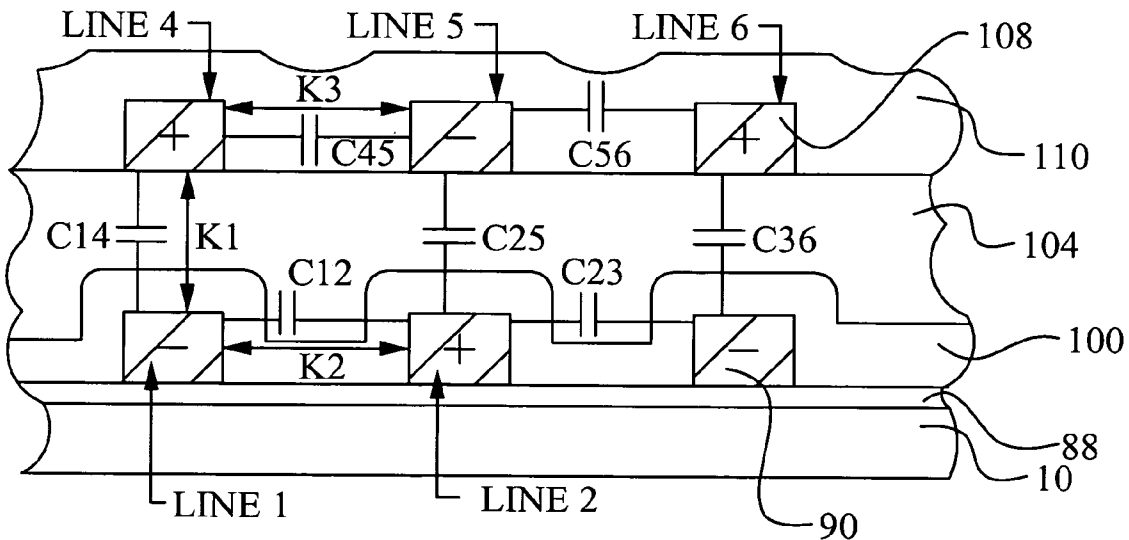 LINE 4
LINE 5
LINE 6
108
K3
+
−
+
C45
C56
110
C14
K1
C25
C36
104
C12
C23
−
+
−
K2
100
88
10
LINE 1
LINE 2
90